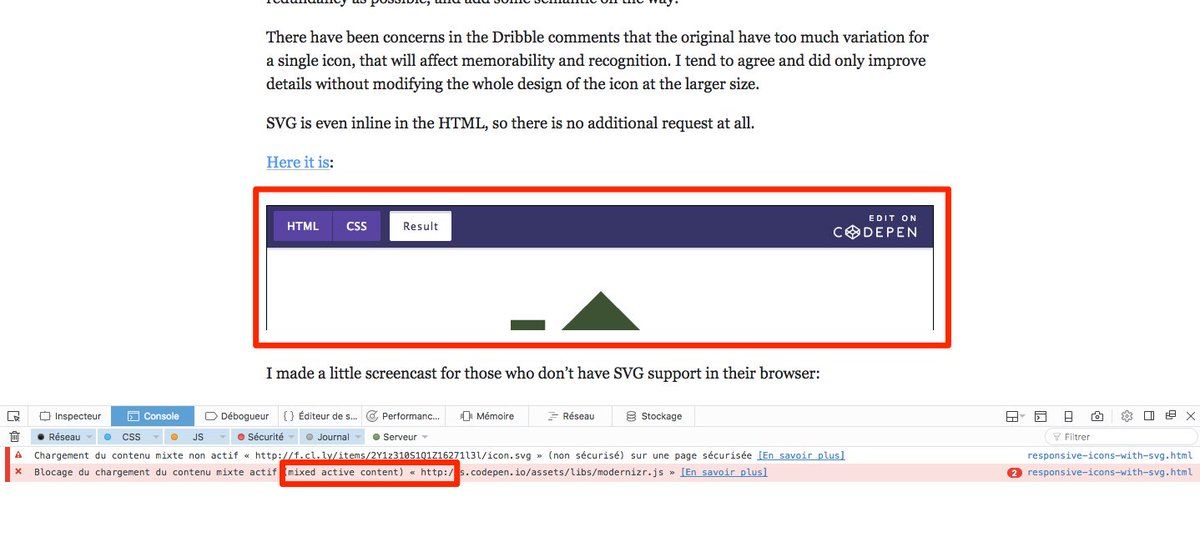 redundancy as possible, and add some semantic on the way.
There have been concerns in the Dribble comments that the original have too much variation for
a single icon, that will affect memorability and recognition. I tend to agree and did only improve
details without modifying the whole design of the icon at the larger size.
SVG is even inline in the HTML, so there is no additional request at all.
Here it is:
HTML CSS Result
EDIT ON
CODEPEN
I made a little screencast for those who don’t have SVG support in their browser:
Inspecteur Console Débogueur Éditeur de s... Performanc... Mémoire Réseau Stockage
Réseau CSS JS Sécurité Journal Serveur Filtrer
Chargement du contenu mixte non actif « http://f.cl.ly/items/2Y1z310S1Q1Z16271l3l/icon.svg » (non sécurisé) sur une page sécurisée [En savoir plus] responsive-icons-with-svg.html
Blocage du chargement du contenu mixte actif (mixed active content) « http:/ s.codepen.io/assets/libs/modernizr.js » [En savoir plus] 2 responsive-icons-with-svg.html